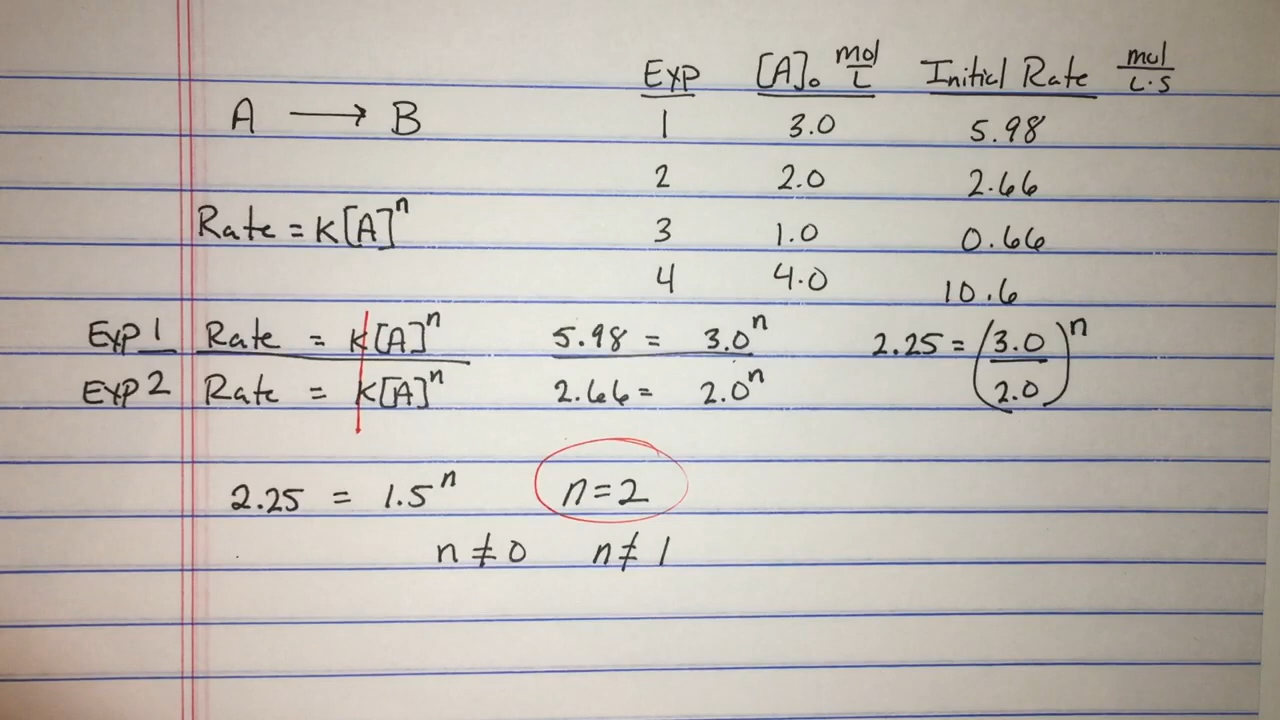 Exp [A]₀ mol/L Initial Rate mol/L·s
A → B 1 3.0 5.98
2 2.0 2.66
Rate = K[A]ⁿ 3 1.0 0.66
4 4.0 10.6
Exp 1 Rate = K[A]ⁿ 5.98 = 3.0ⁿ 2.25 = (3.0/2.0)ⁿ
Exp 2 Rate = K[A]ⁿ 2.66 = 2.0ⁿ
2.25 = 1.5ⁿ n=2
n ≠ 0 n ≠ 1